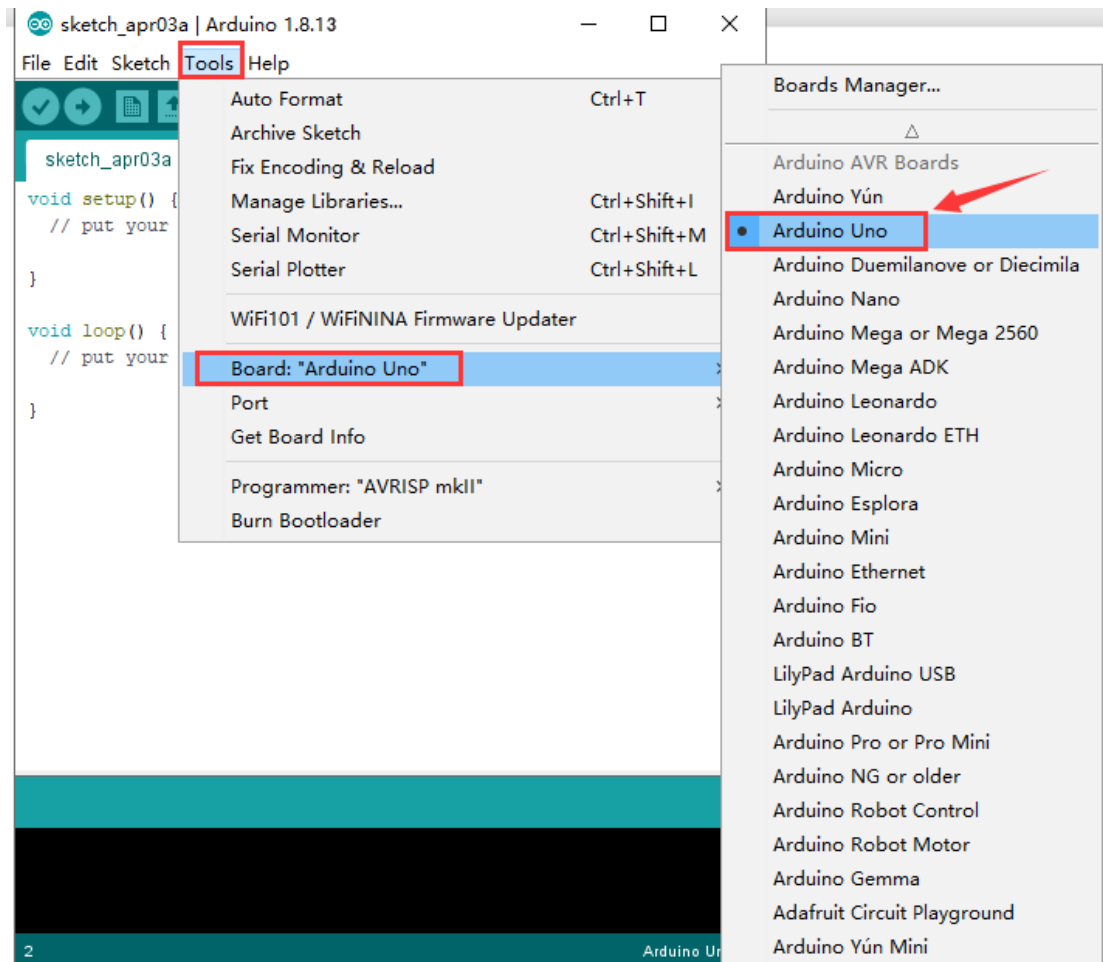 sketch_apr03a | Arduino 1.8.13
File Edit Sketch Tools Help
sketch_apr03a
void setup() {
// put your
}
void loop() {
// put your
}
Auto Format Ctrl+T
Archive Sketch
Fix Encoding & Reload
Manage Libraries... Ctrl+Shift+I
Serial Monitor Ctrl+Shift+M
Serial Plotter Ctrl+Shift+L
WiFi101 / WiFiNINA Firmware Updater
Board: "Arduino Uno"
Port
Get Board Info
Programmer: "AVRISP mkII"
Burn Bootloader
Boards Manager...
Arduino AVR Boards
Arduino Yún
Arduino Uno
Arduino Duemilanove or Diecimila
Arduino Nano
Arduino Mega or Mega 2560
Arduino Mega ADK
Arduino Leonardo
Arduino Leonardo ETH
Arduino Micro
Arduino Esplora
Arduino Mini
Arduino Ethernet
Arduino Fio
Arduino BT
LilyPad Arduino USB
LilyPad Arduino
Arduino Pro or Pro Mini
Arduino NG or older
Arduino Robot Control
Arduino Robot Motor
Arduino Gemma
Adafruit Circuit Playground
Arduino Yún Mini
2 Arduino